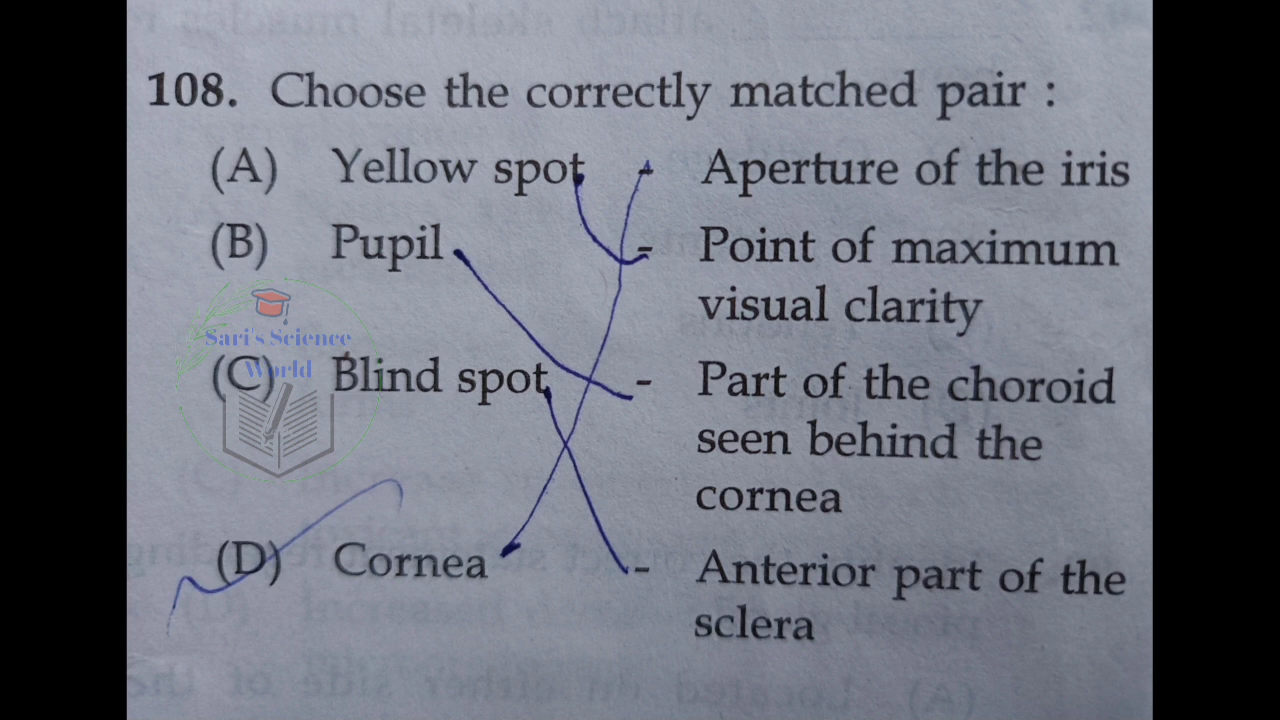 108. Choose the correctly matched pair :
(A) Yellow spot - Aperture of the iris
(B) Pupil - Point of maximum
visual clarity
Sari's Science
World
(C) Blind spot - Part of the choroid
seen behind the
cornea
(D) Cornea - Anterior part of the
sclera